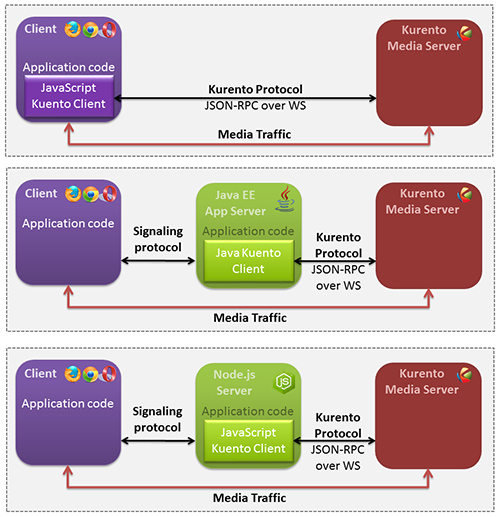 Client
Application code
JavaScript
Kuento Client
Kurento Protocol
JSON-RPC over WS
Kurento
Media Server
Media Traffic
Client
Application code
Signaling
protocol
Java EE
App Server
Application code
Java Kuento
Client
Kurento
Protocol
JSON-RPC
over WS
Kurento
Media Server
Media Traffic
Client
Application code
Signaling
protocol
Node.js
Server
Application code
JavaScript
Kuento Client
Kurento
Protocol
JSON-RPC
over WS
Kurento
Media Server
Media Traffic